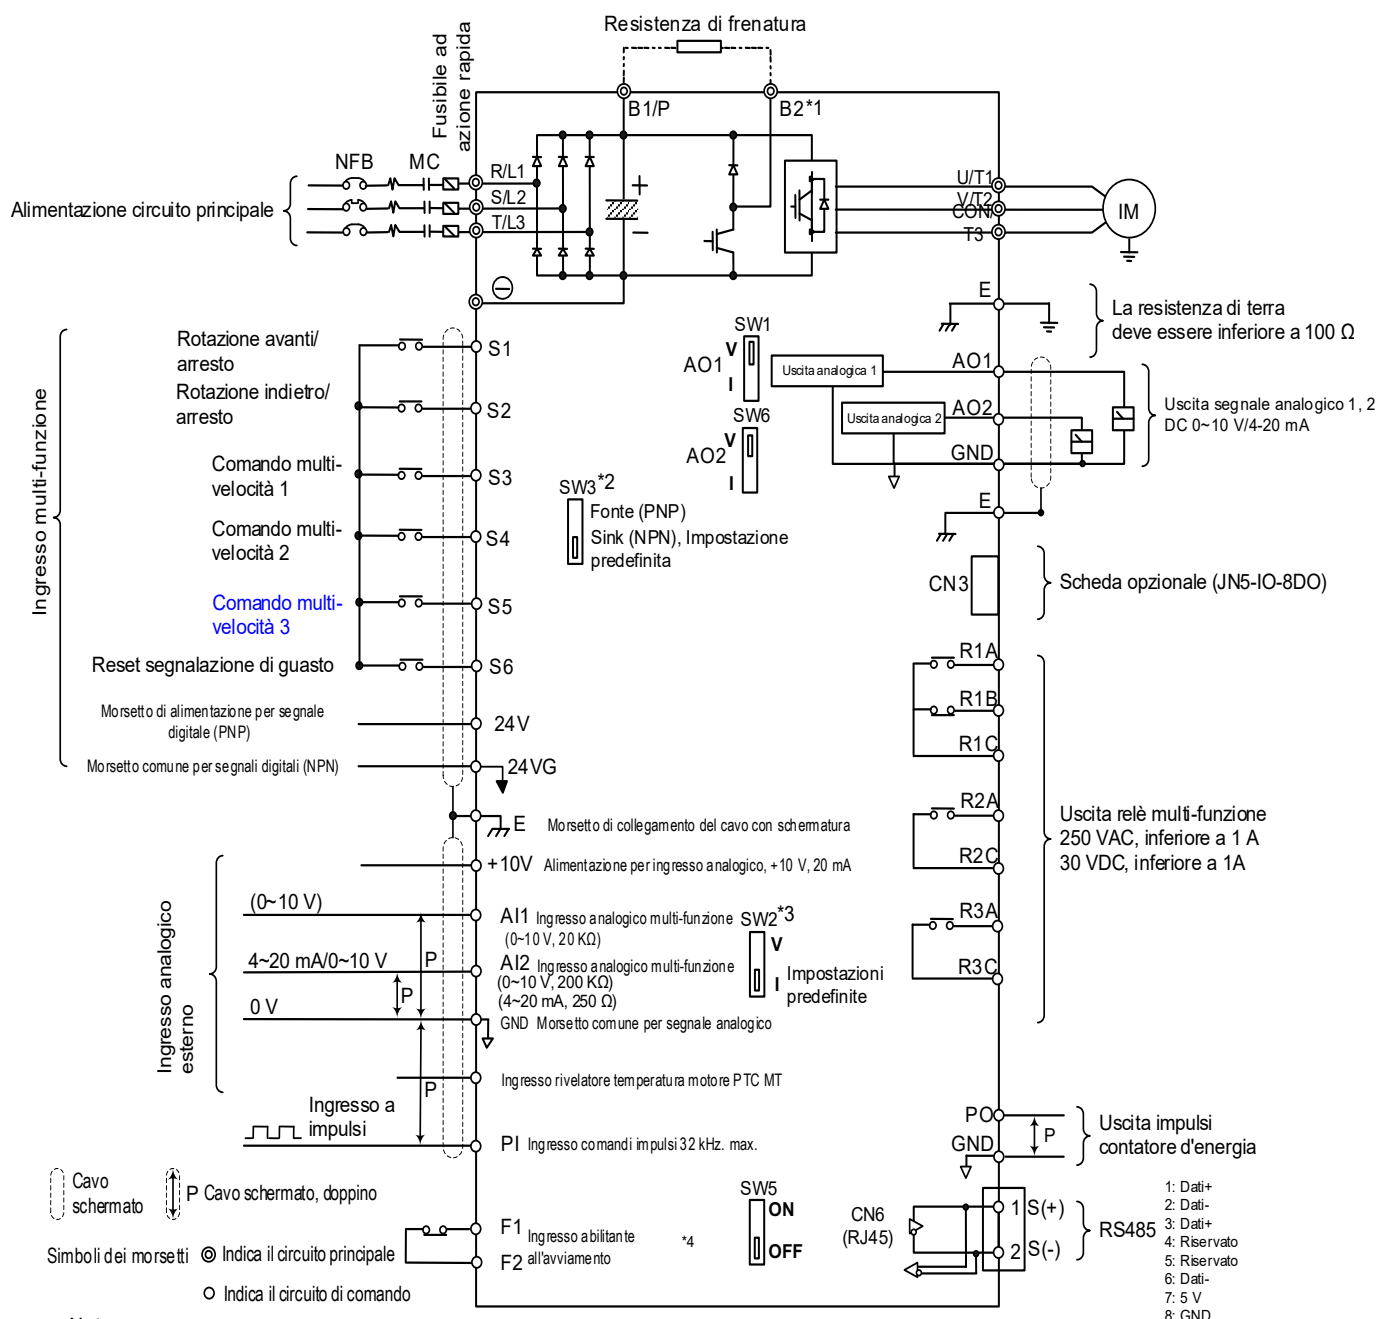 Resistenza di frenatura
Fusibile ad
azione rapida
B1/P
B2*1
NFB
MC
R/L1
S/L2
T/L3
+
−
Alimentazione circuito principale
U/T1
V/T2
CON/
T3
IM
⊖
E
La resistenza di terra
deve essere inferiore a 100 Ω
Ingresso multi-funzione
Rotazione avanti/
arresto
S1
Rotazione indietro/
arresto
S2
Comando multi-
velocità 1
S3
Comando multi-
velocità 2
S4
Comando multi-
velocità 3
S5
Reset segnalazione di guasto
S6
Morsetto di alimentazione per segnale
digitale (PNP)
24V
Morsetto comune per segnali digitali (NPN)
24VG
E
Morsetto di collegamento del cavo con schermatura
SW1
V
AO1
I
SW6
V
AO2
I
Uscita analogica 1
AO1
Uscita analogica 2
AO2
GND
E
Uscita segnale analogico 1, 2
DC 0~10 V/4-20 mA
SW3*2
Fonte (PNP)
Sink (NPN), Impostazione
predefinita
CN3
Scheda opzionale (JN5-IO-8DO)
R1A
R1B
R1C
R2A
R2C
R3A
R3C
Uscita relè multi-funzione
250 VAC, inferiore a 1 A
30 VDC, inferiore a 1A
Ingresso analogico
esterno
+10V
Alimentazione per ingresso analogico, +10 V, 20 mA
(0~10 V)
AI1 Ingresso analogico multi-funzione
(0~10 V, 20 KΩ)
P
4~20 mA/0~10 V
AI2 Ingresso analogico multi-funzione
(0~10 V, 200 KΩ)
(4~20 mA, 250 Ω)
P
0 V
GND Morsetto comune per segnale analogico
SW2*3
V
I
Impostazioni
predefinite
P
Ingresso rivelatore temperatura motore PTC MT
Ingresso a
impulsi
PI Ingresso comandi impulsi 32 kHz. max.
PO
GND
P
Uscita impulsi
contatore d'energia
Cavo
schermato
P Cavo schermato, doppino
Simboli dei morsetti
Indica il circuito principale
Indica il circuito di comando
F1
F2
Ingresso abilitante
all'avviamento
*4
SW5
ON
OFF
CN6
(RJ45)
1
S(+)
2
S(-)
RS485
1: Dati+
2: Dati-
3: Dati+
4: Riservato
5: Riservato
6: Dati-
7: 5 V
8: GND